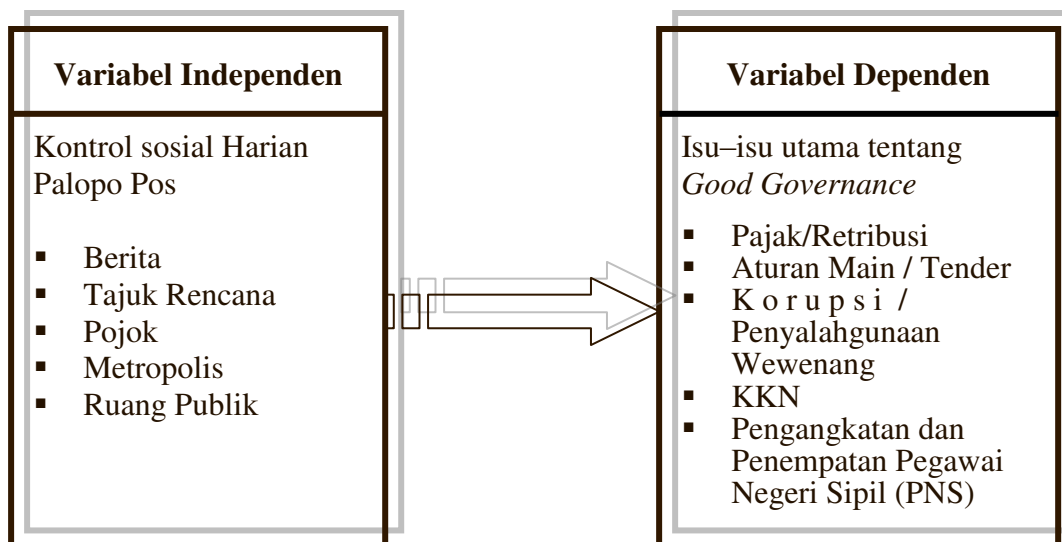 Variabel Independen
Kontrol sosial Harian
Palopo Pos
▪ Berita
▪ Tajuk Rencana
▪ Pojok
▪ Metropolis
▪ Ruang Publik
Variabel Dependen
Isu–isu utama tentang
Good Governance
▪ Pajak/Retribusi
▪ Aturan Main / Tender
▪ K o r u p s i /
Penyalahgunaan
Wewenang
▪ KKN
▪ Pengangkatan dan
Penempatan Pegawai
Negeri Sipil (PNS)